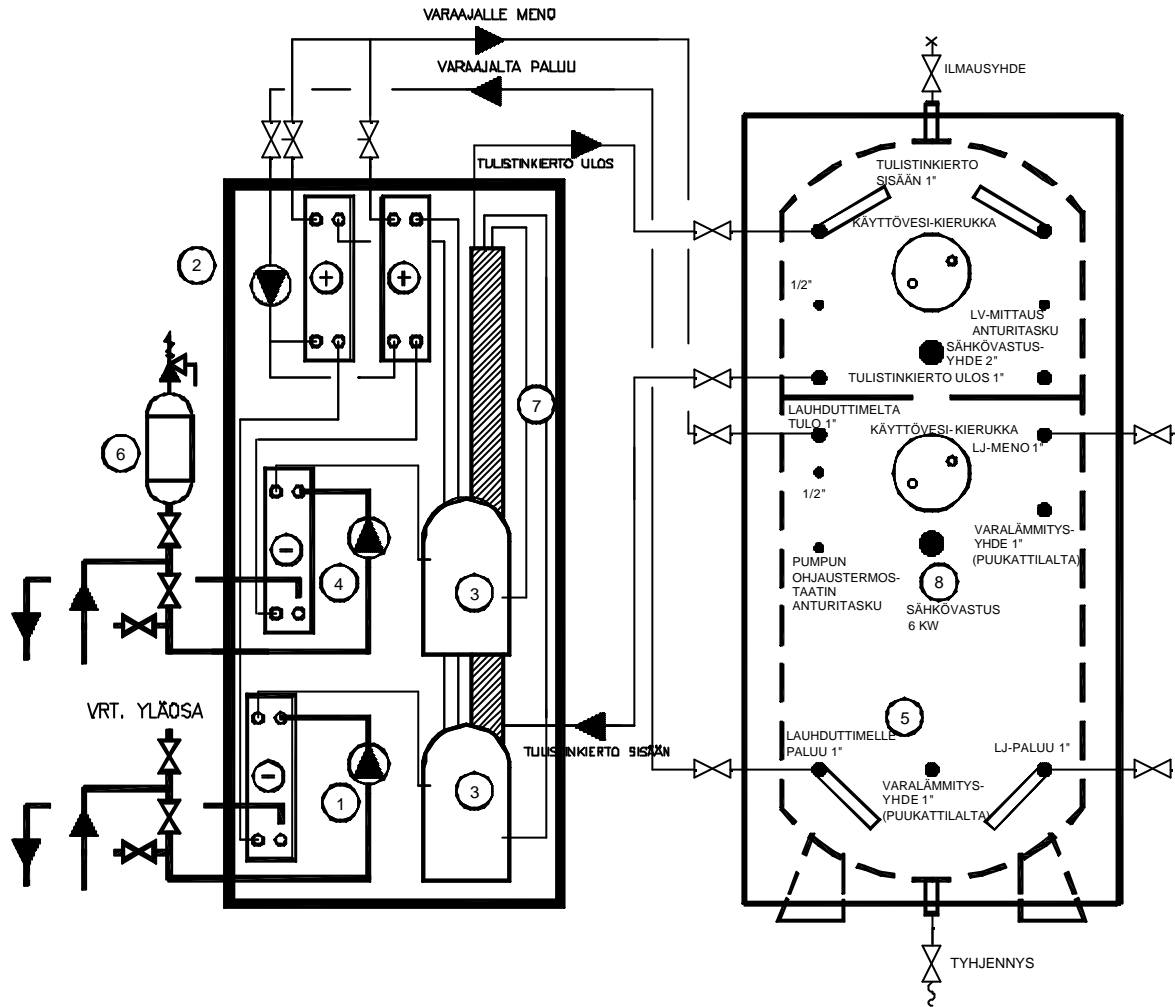 VARAAJALLE MENO
VARAAJALTA PALUU
ILMAUSYHDE
TULISTINKIERTO ULOS
TULISTINKIERTO
SISÄÄN 1"
KÄYTTÖVESI-KIERUKKA
2
+
+
1/2"
LV-MITTAUS
ANTURITASKU
SÄHKÖVASTUS-
YHDE 2"
TULISTINKIERTO ULOS 1"
7
6
LAUHDUTTIMELTA
TULO 1"
KÄYTTÖVESI-KIERUKKA
LJ-MENO 1"
1/2"
VARALÄMMITYS-
YHDE 1"
(PUUKATTILALTA)
-
4
3
PUMPUN
OHJAUSTERMOS-
TAATIN
ANTURITASKU
8
SÄHKÖVASTUS
6 KW
VRT. YLÄOSA
5
TULISTINKIERTO SISÄÄN
LAUHDUTTIMELLE
PALUU 1"
LJ-PALUU 1"
-
1
3
VARALÄMMITYS-
YHDE 1"
(PUUKATTILALTA)
TYHJENNYS